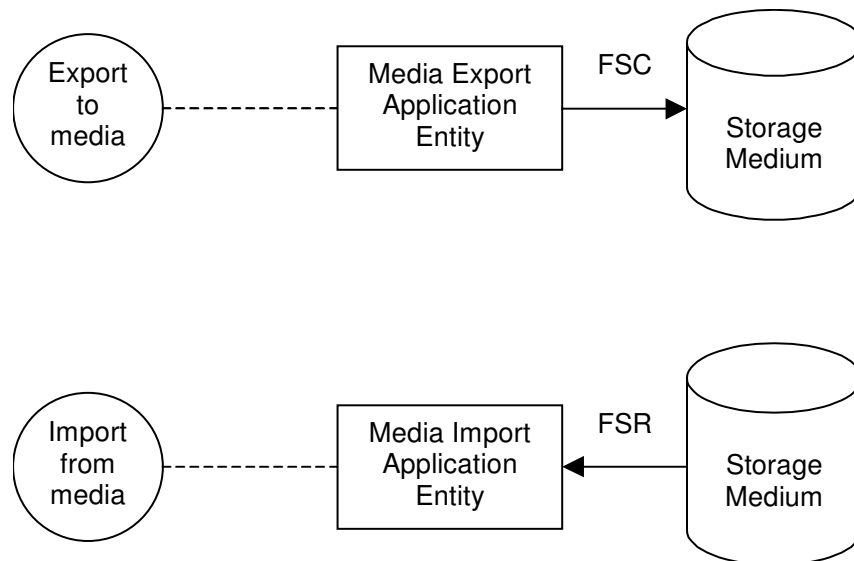 Export
to
media
Media Export
Application
Entity
FSC
Storage
Medium
Import
from
media
Media Import
Application
Entity
FSR
Storage
Medium